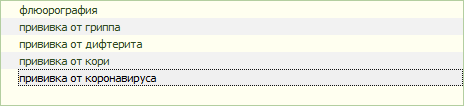 флюорография
прививка от гриппа
прививка от дифтерита
прививка от кори
прививка от коронавируса